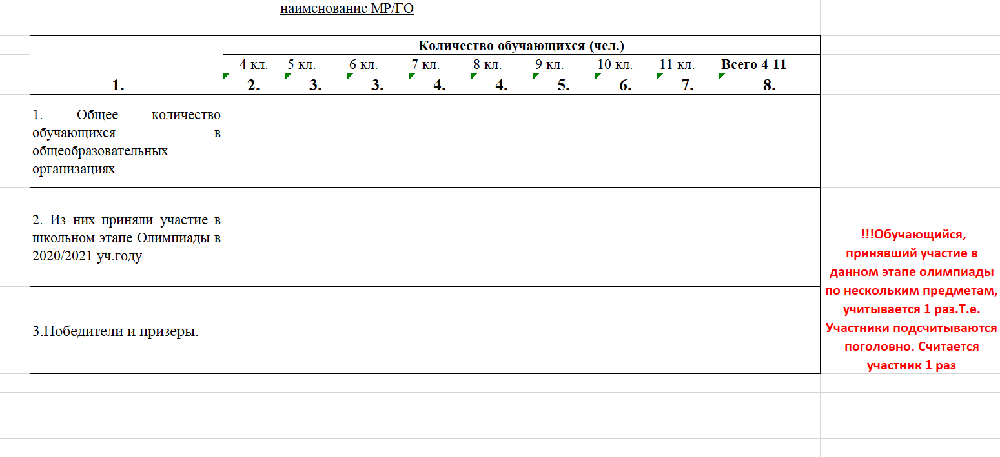 наименование МР/ГО
Количество обучающихся (чел.)
4 кл. 5 кл. 6 кл. 7 кл. 8 кл. 9 кл. 10 кл. 11 кл. Всего 4-11
1. 2. 3. 3. 4. 4. 5. 6. 7. 8.
1. Общее количество
обучающихся в
общеобразовательных
организациях
2. Из них приняли участие в
школьном этапе Олимпиады в
2020/2021 уч.году
3.Победители и призеры.
!!!Обучающийся,
принявший участие в
данном этапе олимпиады
по нескольким предметам,
учитывается 1 раз.Т.е.
Участники подсчитываются
поголовно. Считается
участник 1 раз